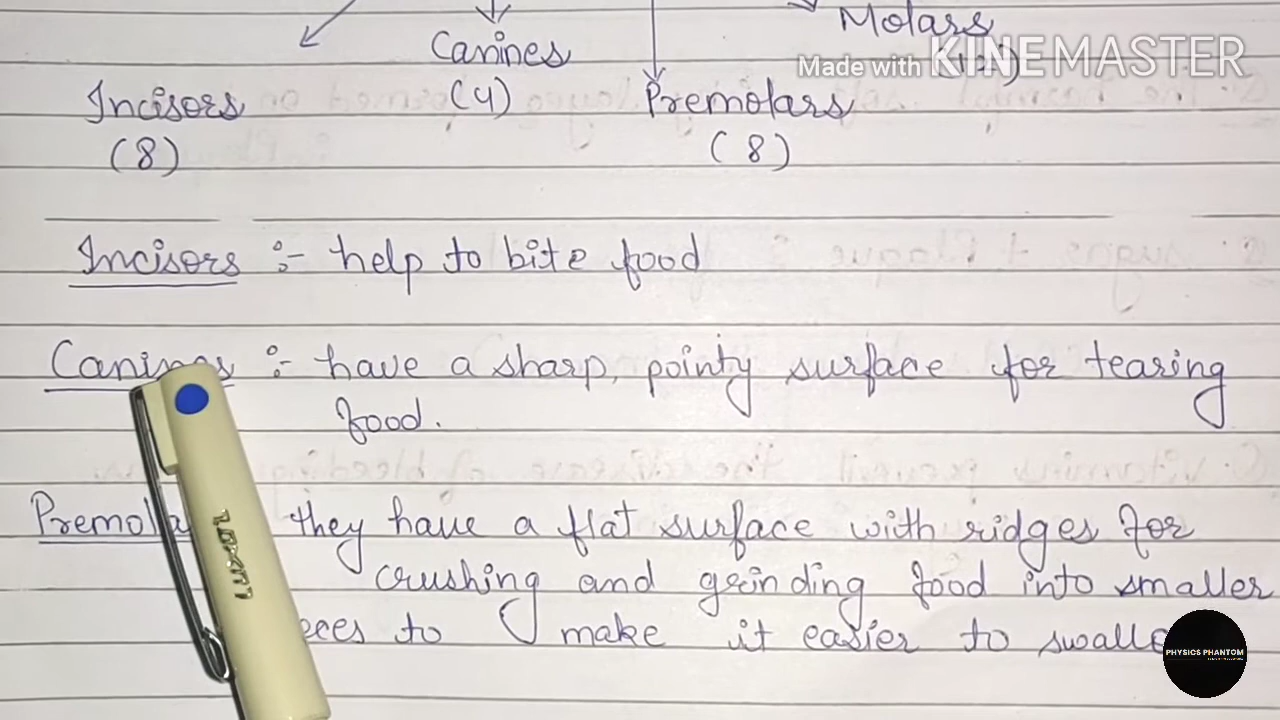 Molars
Canines
Made with KINEMASTER
Incisors
(4)
Premolars
(8)
(8)
Incisors :- help to bite food
Canines :- have a sharp, pointy surface for tearing
food.
they have a flat surface with ridges for
crushing and grinding food into smaller
to make it easier to
PHYSICS PHANTOM